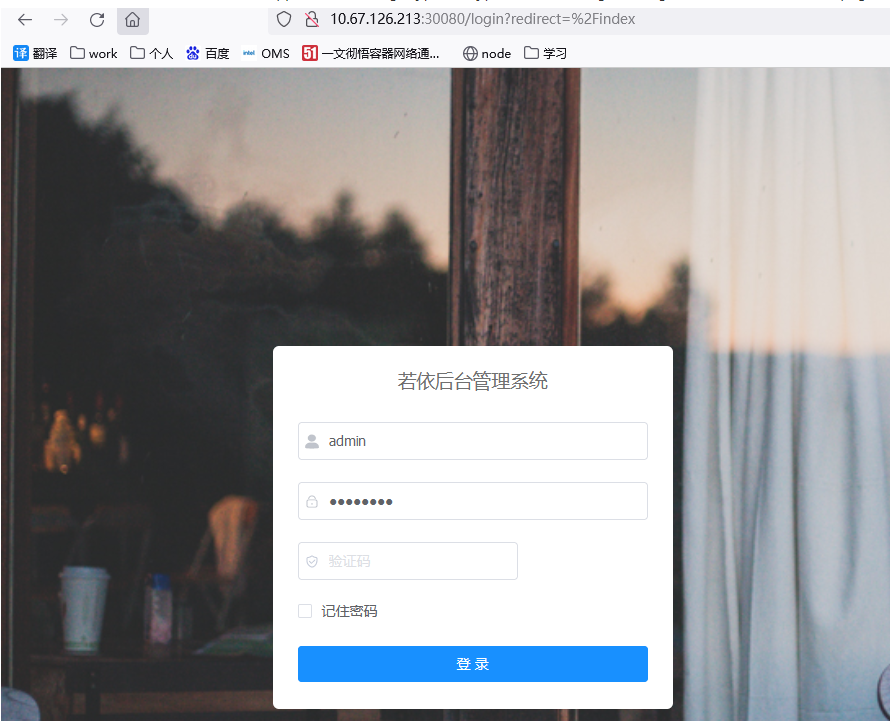 10.67.126.213:30080/login?redirect=%2Findex
译 翻译 work 个人 百度 intel OMS 51 一文彻悟容器网络通... node 学习
若依后台管理系统
admin
••••••••
验证码
记住密码
登 录